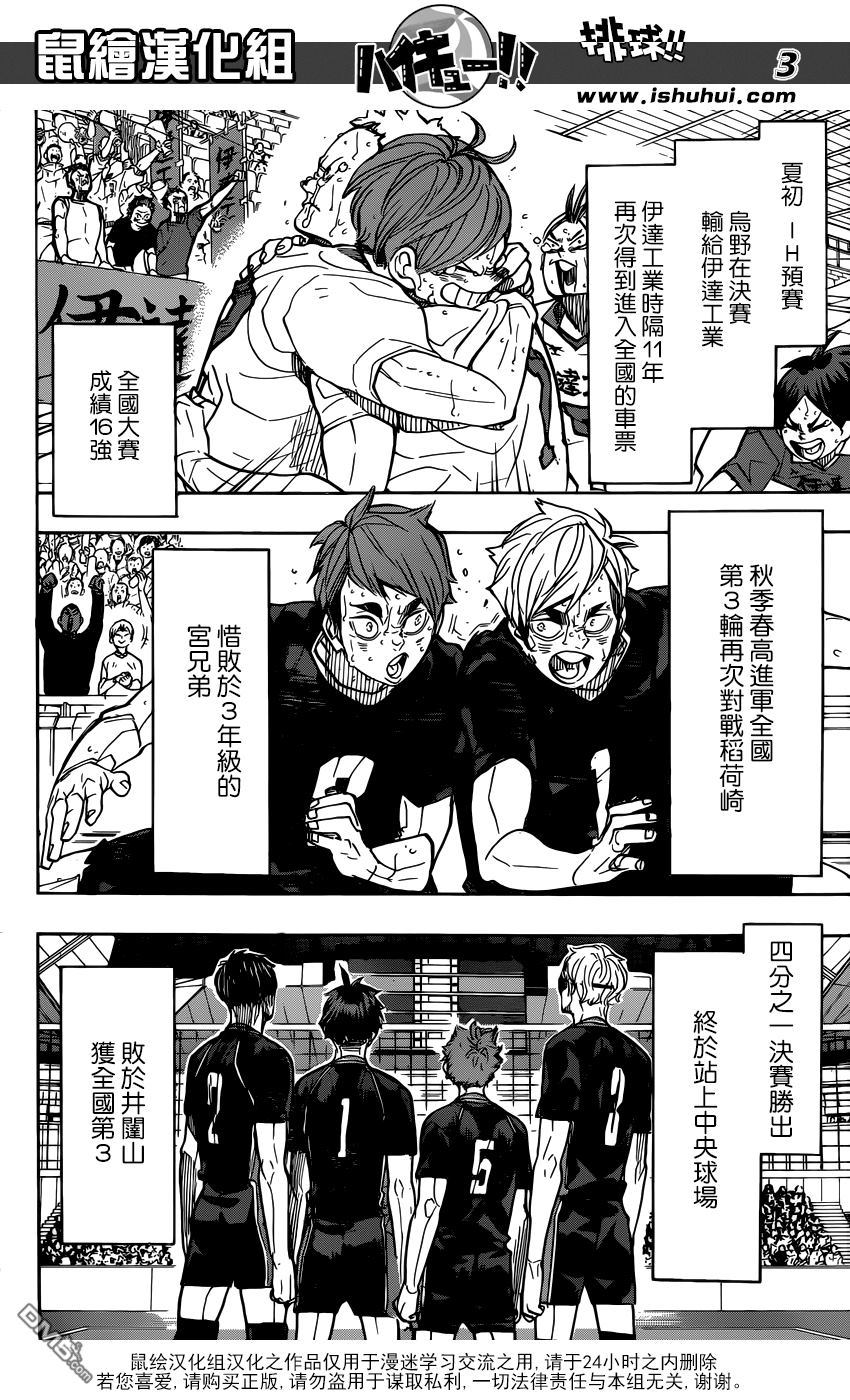 鼠繪漢化組
ハイキュー!!
排球!!
3
www.ishuhui.com
夏初 IH預賽
烏野在決賽
輸給伊達工業
伊達工業時隔11年
再次得到進入全國的車票
全國大賽
成績16強
伊達
秋季春高進軍全國
第3輪再次對戰稻荷崎
惜敗於3年級的
宮兄弟
四分之一決賽勝出
終於站上中央球場
敗於井闥山
獲全國第3
2
1
5
3
鼠绘汉化组汉化之作品仅用于漫迷学习交流之用, 请于24小时之内删除
若您喜爱, 请购买正版, 请勿盗用于谋取私利, 一切法律责任与本组无关, 谢谢。